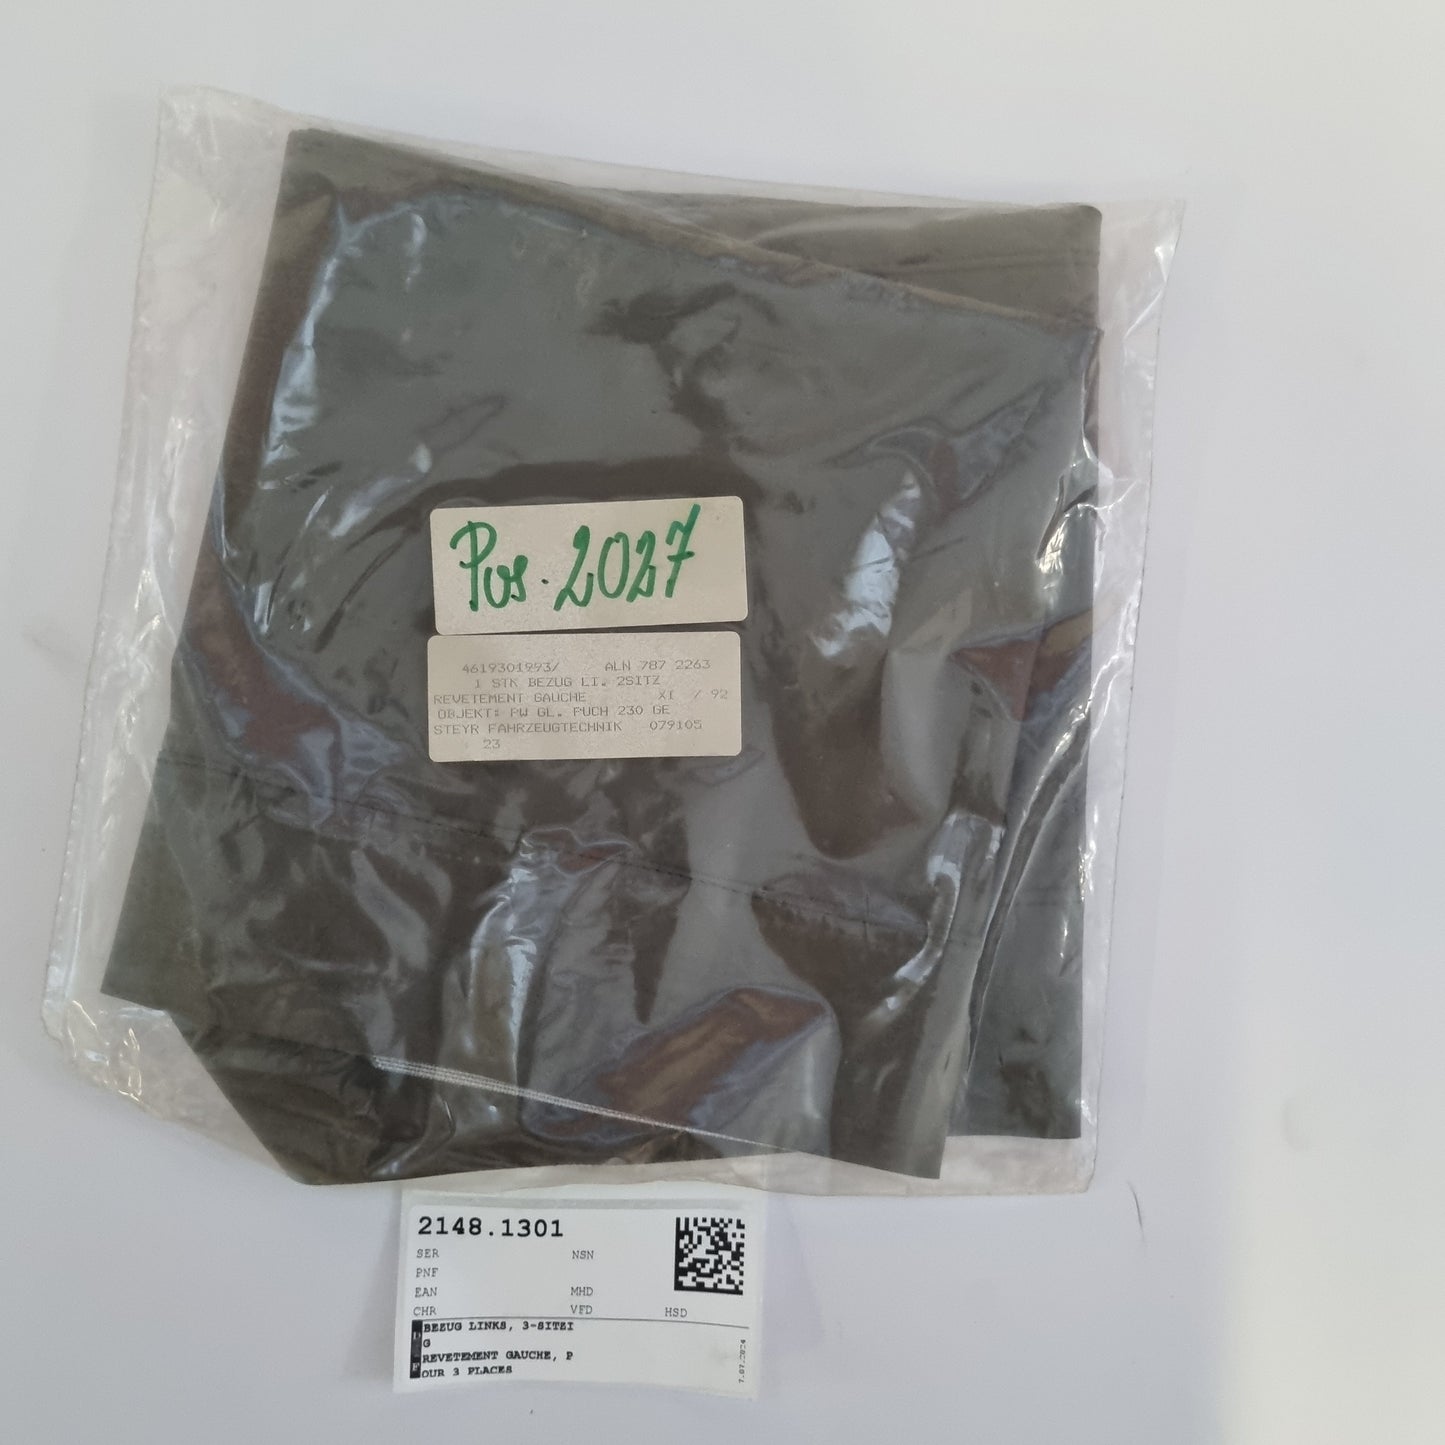 Pos. 2027
4619301993/ ALN 787 2263
1 STK BEZUG LI. 2SITZ
REVETEMENT GAUCHE XI / 92
OBJEKT: PW GL. PUCH 230 GE
STEYR FAHRZEUGTECHNIK 079105
23
2148.1301
SER NSN
PNF
EAN MHD
CHR VFD HSD
D BEZUG LINKS, 3-SITZI
G
F REVETEMENT GAUCHE, P
OUR 3 PLACES